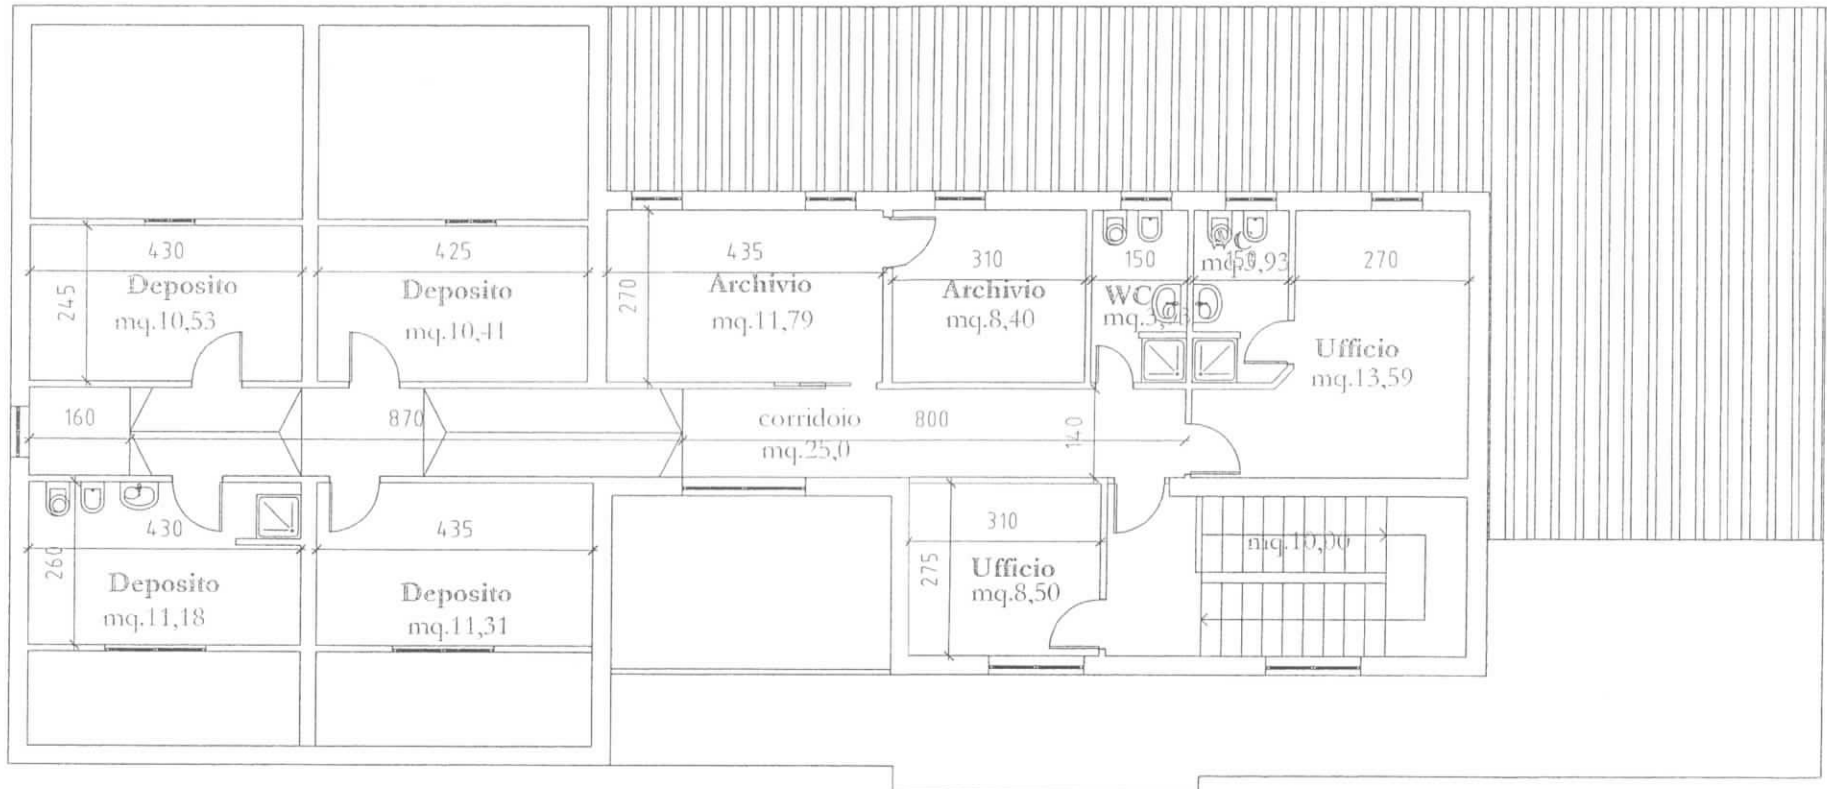 430
245
Deposito
mq.10,53
425
Deposito
mq.10,41
435
270
Archivio
mq.11,79
310
Archivio
mq.8,40
150
WC
150
270
Ufficio
mq.13,59
160
870
corridoio
mq.25,0
800
140
430
260
Deposito
mq.11,18
435
Deposito
mq.11,31
310
275
Ufficio
mq.8,50
mq.10,00